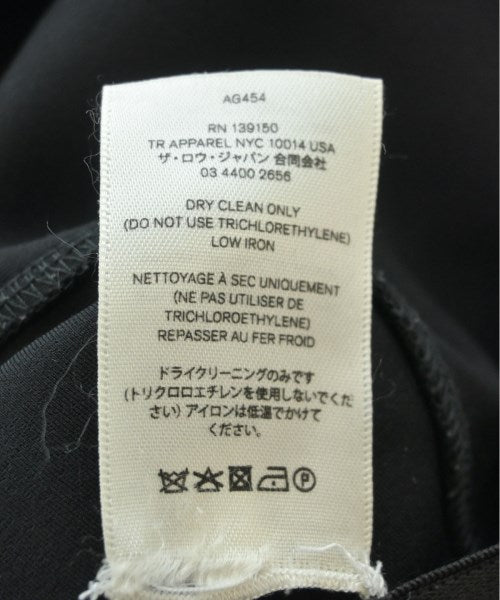 AG454
RN 139150
TR APPAREL NYC 10014 USA
ザ・ロウ・ジャパン 合同会社
03 4400 2656
DRY CLEAN ONLY
(DO NOT USE TRICHLORETHYLENE)
LOW IRON
NETTOYAGE À SEC UNIQUEMENT
(NE PAS UTILISER DE
TRICHLOROETHYLENE)
REPASSER AU FER FROID
ドライクリーニングのみです
(トリクロロエチレンを使用しないでくだ
さい) アイロンは低温でかけて
ください。
P